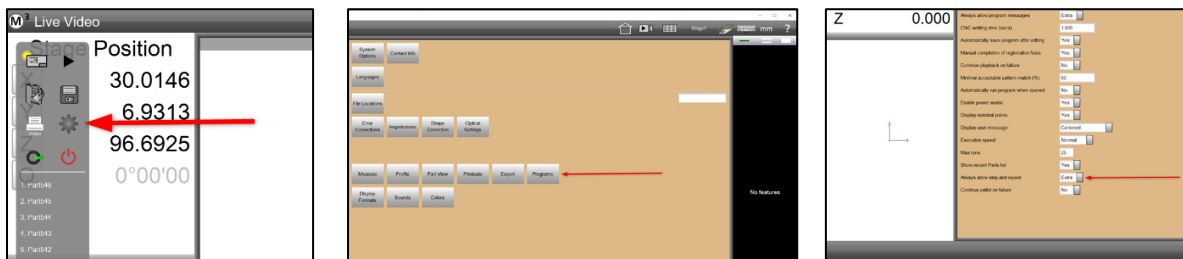 M3 Live Video
Stage Position
X
30.0146
Y
6.9313
Z
96.6925
Q
0°00'00
Video
1. Part546
2. Part545
3. Part544
4. Part543
5. Part542
Stage1
mm
?
System Options
Contact Info
Languages
File Locations
Error Corrections
Magnifications
Shape Correction
Optical Settings
Measure
Profile
Part View
Printouts
Export
Programs
Display Formats
Sounds
Colors
No features
Z 0.000
Always allow program messages Extra
CNC settling time (secs) 1.000
Automatically save program after editing Yes
Manual completion of registration feats Yes
Continue playback on failure No
Minimal acceptable pattern match (%) 65
Automatically run program when opened No
Enable power assist Yes
Display nominal points Yes
Display user message Centered
Execution speed Normal
Max runs 25
Show recent Parts list Yes
Always allow step and repeat Extra
Continue pallet on failure No